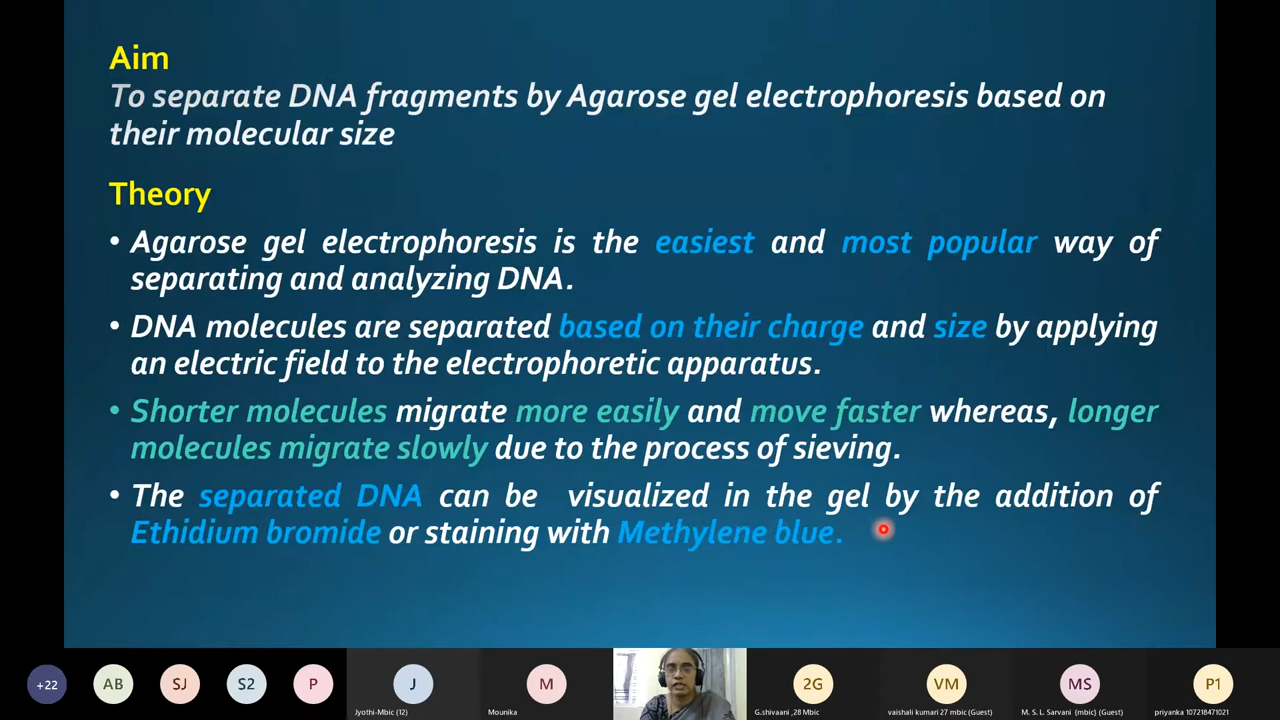 Aim
To separate DNA fragments by Agarose gel electrophoresis based on
their molecular size
Theory
• Agarose gel electrophoresis is the easiest and most popular way of
separating and analyzing DNA.
• DNA molecules are separated based on their charge and size by applying
an electric field to the electrophoretic apparatus.
• Shorter molecules migrate more easily and move faster whereas, longer
molecules migrate slowly due to the process of sieving.
• The separated DNA can be visualized in the gel by the addition of
Ethidium bromide or staining with Methylene blue.
+22 AB SJ S2 P J M 2G VM MS P1
Jyothi-Mbic (12) Mounika G.shivaani ,28 Mbic vaishali kumari 27 mbic (Guest) M. S. L. Sarvani (mbic) (Guest) priyanka 107218471021